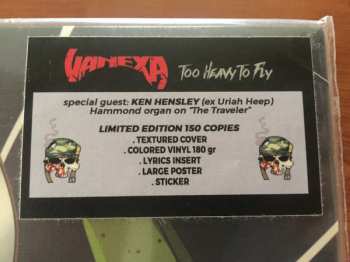 VANEXA TOO HEAVY TO FLY
special guest: KEN HENSLEY (ex Uriah Heep)
Hammond organ on "The Traveler"
LIMITED EDITION 150 COPIES
. TEXTURED COVER
. COLORED VINYL 180 gr
. LYRICS INSERT
. LARGE POSTER
. STICKER